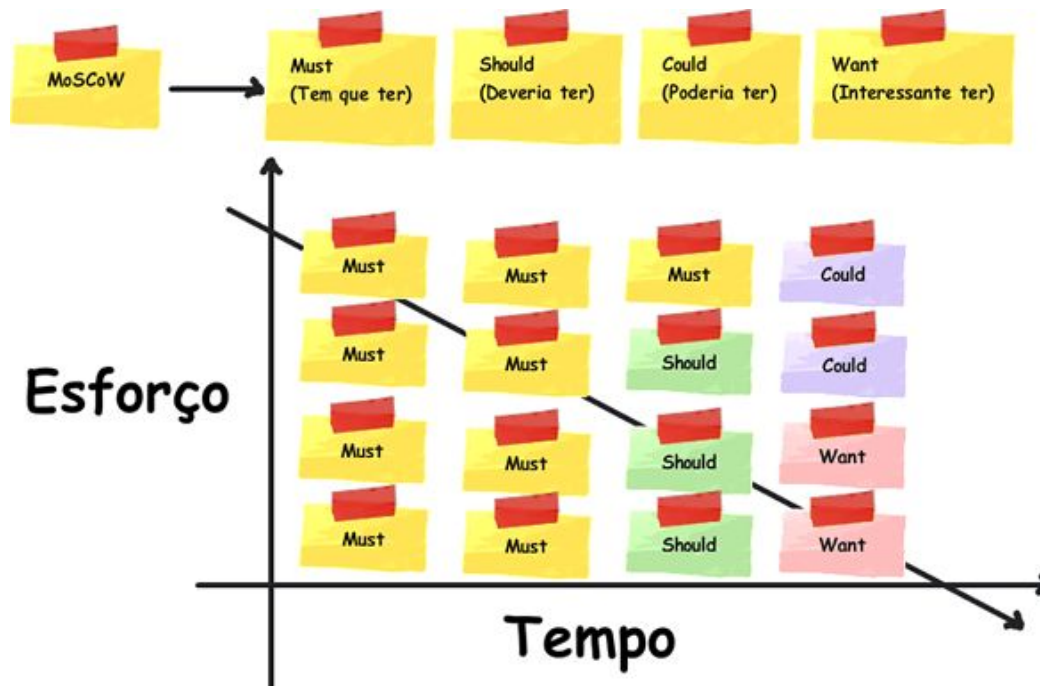 MoSCoW
Must
(Tem que ter)
Should
(Deveria ter)
Could
(Poderia ter)
Want
(Interessante ter)
Must
Must
Must
Could
Must
Must
Should
Could
Esforço
Must
Must
Should
Want
Must
Must
Should
Want
Tempo